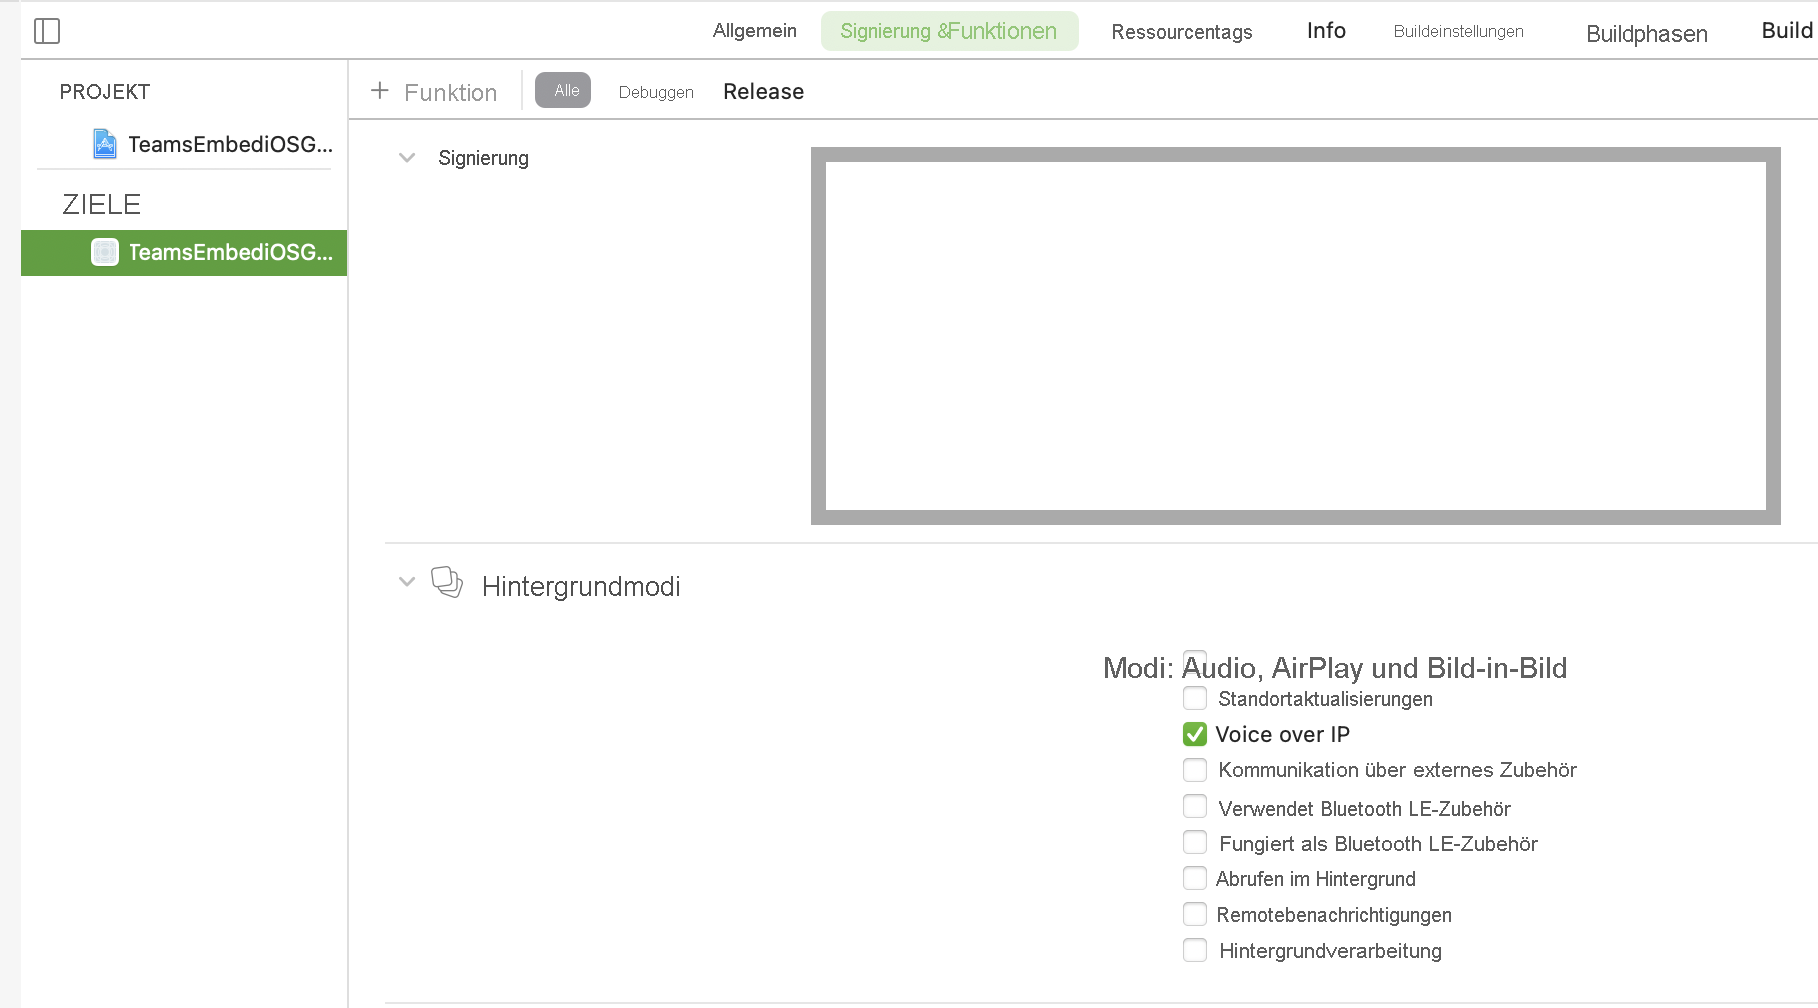 Allgemein Signierung &Funktionen Ressourcentags Info Buildeinstellungen Buildphasen Build
PROJEKT
+ Funktion Alle Debuggen Release
TeamsEmbediOSG...
Signierung
ZIELE
TeamsEmbediOSG...
Hintergrundmodi
Modi: Audio, AirPlay und Bild-in-Bild
Standortaktualisierungen
Voice over IP
Kommunikation über externes Zubehör
Verwendet Bluetooth LE-Zubehör
Fungiert als Bluetooth LE-Zubehör
Abrufen im Hintergrund
Remotebenachrichtigungen
Hintergrundverarbeitung